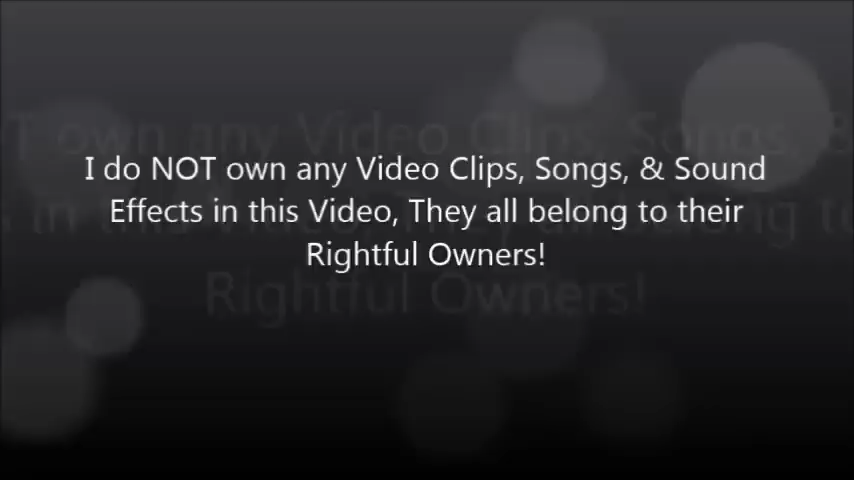 I do NOT own any Video Clips, Songs, & Sound
Effects in this Video, They all belong to their
Rightful Owners!